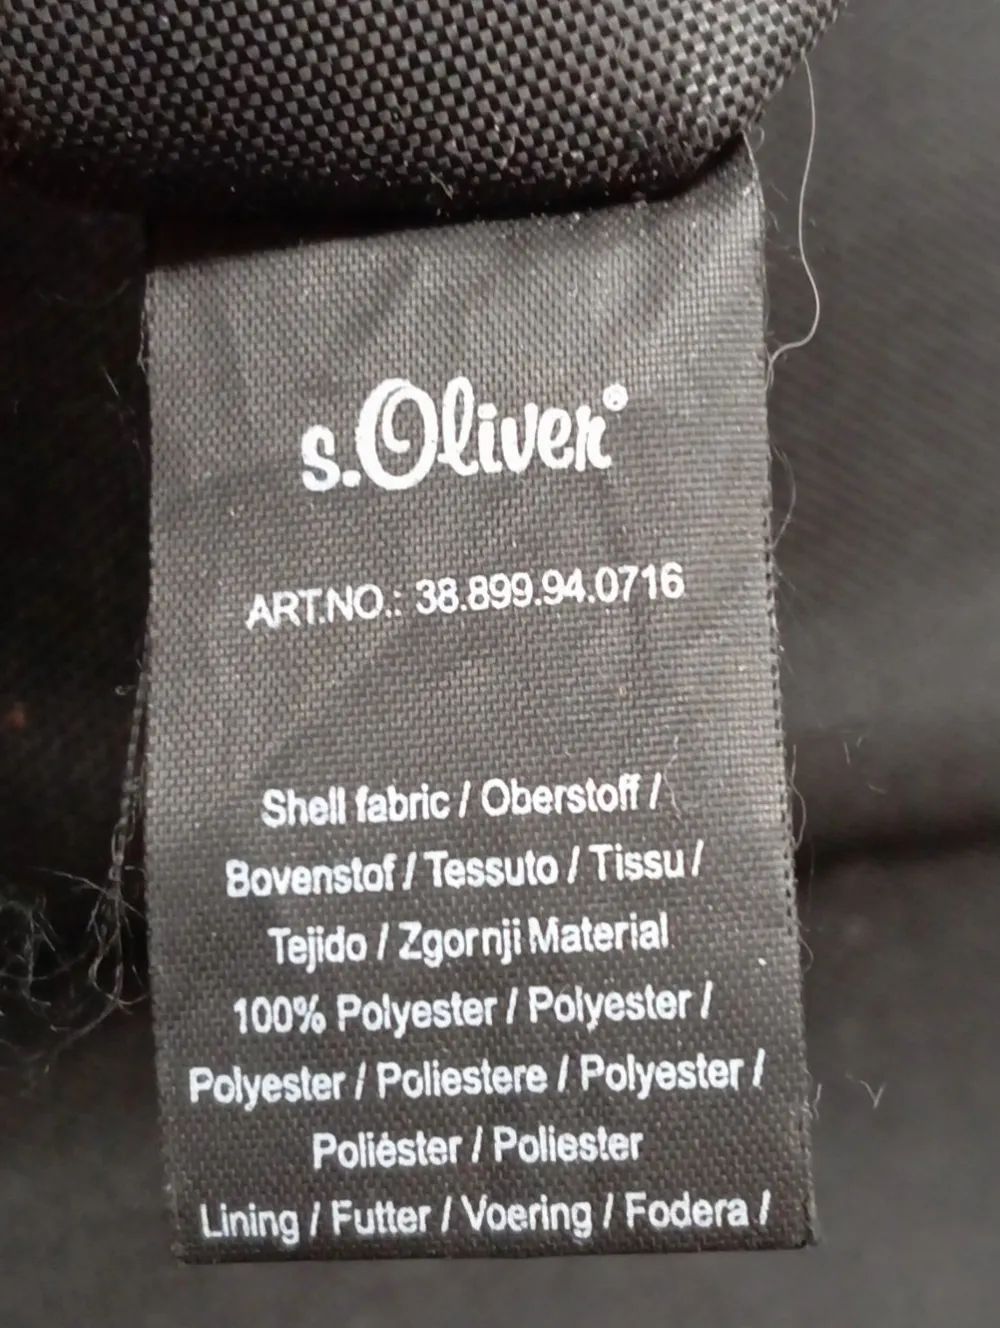 s.Oliver®
ART.NO.: 38.899.94.0716
Shell fabric / Oberstoff /
Bovenstof / Tessuto / Tissu /
Tejido / Zgornji Material
100% Polyester / Polyester /
Polyester / Poliestere / Polyester /
Poliéster / Poliester
Lining / Futter / Voering / Fodera /